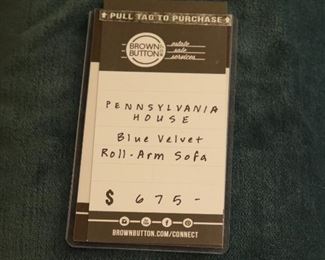 PULL TAG TO PURCHASE
BROWN
BUTTON
estate
sale
services
PENNSYLVANIA
HOUSE
Blue Velvet
Roll-Arm Sofa
$ 675-
BROWNBUTTON.COM/CONNECT